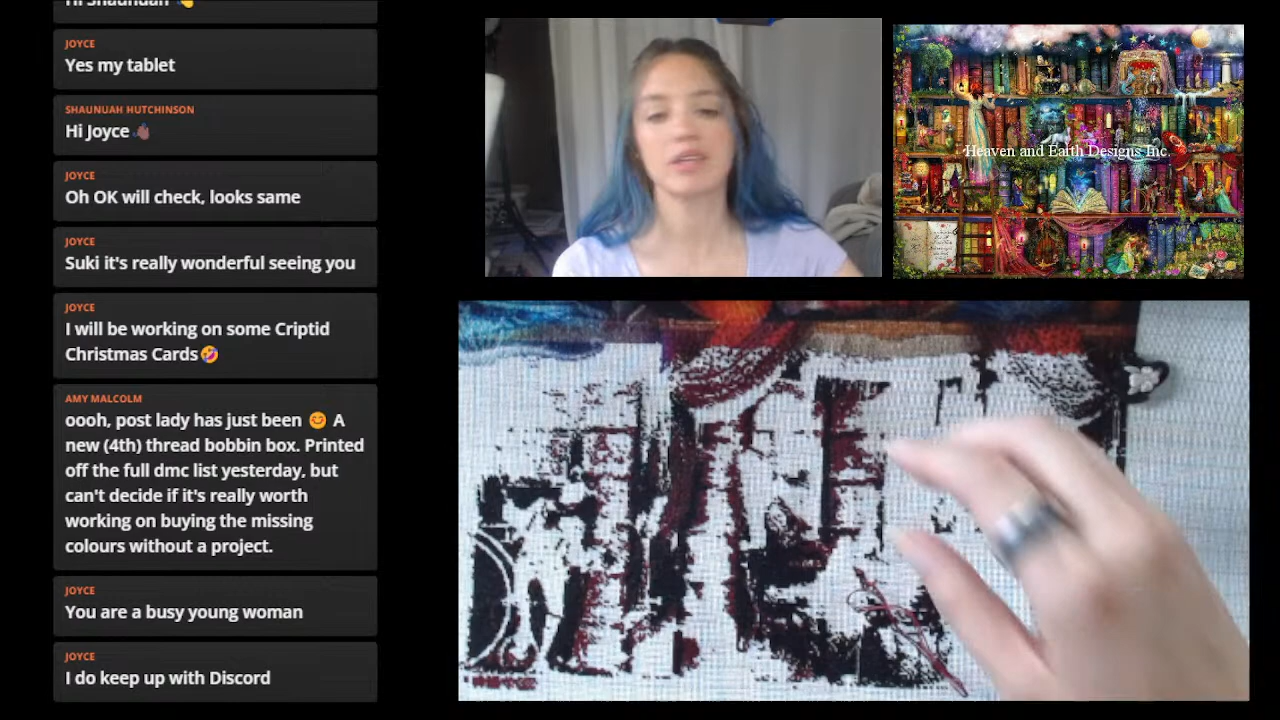 Hi Shaunuah 👋
JOYCE
Yes my tablet
SHAUNUAH HUTCHINSON
Hi Joyce👋🏾
JOYCE
Oh OK will check, looks same
JOYCE
Suki it's really wonderful seeing you
JOYCE
I will be working on some Criptid
Christmas Cards🤣
AMY MALCOLM
oooh, post lady has just been 😊 A
new (4th) thread bobbin box. Printed
off the full dmc list yesterday, but
can't decide if it's really worth
working on buying the missing
colours without a project.
JOYCE
You are a busy young woman
JOYCE
I do keep up with Discord
Heaven and Earth Designs Inc.